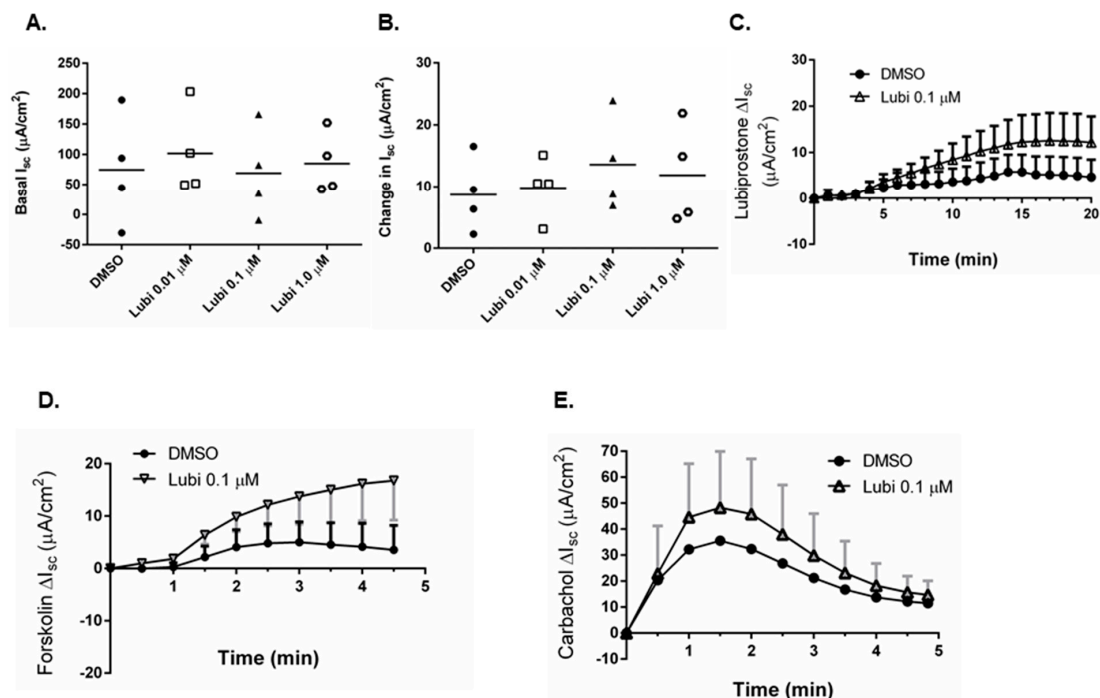 A.
Basal Isc (μA/cm²)
250
200
150
100
50
0
-50
DMSO
Lubi 0.01 μM
Lubi 0.1 μM
Lubi 1.0 μM
B.
Change in Isc (μA/cm²)
30
20
10
0
DMSO
Lubi 0.01 μM
Lubi 0.1 μM
Lubi 1.0 μM
C.
Lubiprostone ΔIsc
(μA/cm²)
30
20
10
0
-10
DMSO
Lubi 0.1 μM
5
10
15
20
Time (min)
D.
Forskolin ΔISC (μA/cm²)
20
10
0
-10
-20
DMSO
Lubi 0.1 μM
1
2
3
4
5
Time (min)
E.
Carbachol ΔIsc (μA/cm²)
70
60
50
40
30
20
10
0
-10
DMSO
Lubi 0.1 μM
1
2
3
4
5
Time (min)